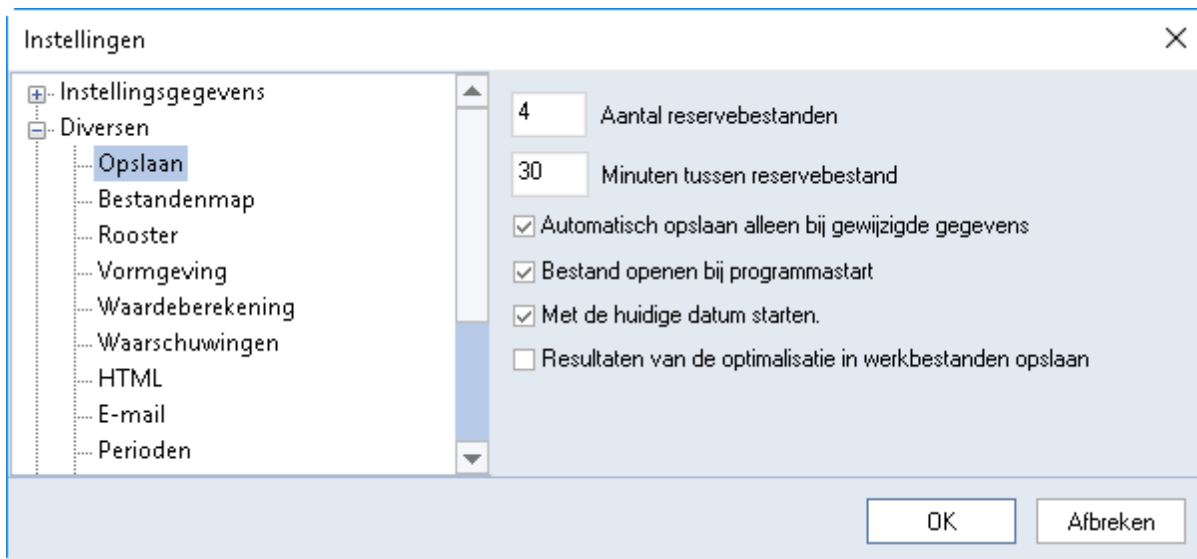 Instellingen
Instellingsgegevens
Diversen
Opslaan
Bestandenmap
Rooster
Vormgeving
Waardeberekening
Waarschuwingen
HTML
E-mail
Perioden
4 Aantal reservebestanden
30 Minuten tussen reservebestand
Automatisch opslaan alleen bij gewijzigde gegevens
Bestand openen bij programmastart
Met de huidige datum starten.
Resultaten van de optimalisatie in werkbestanden opslaan
OK
Afbreken